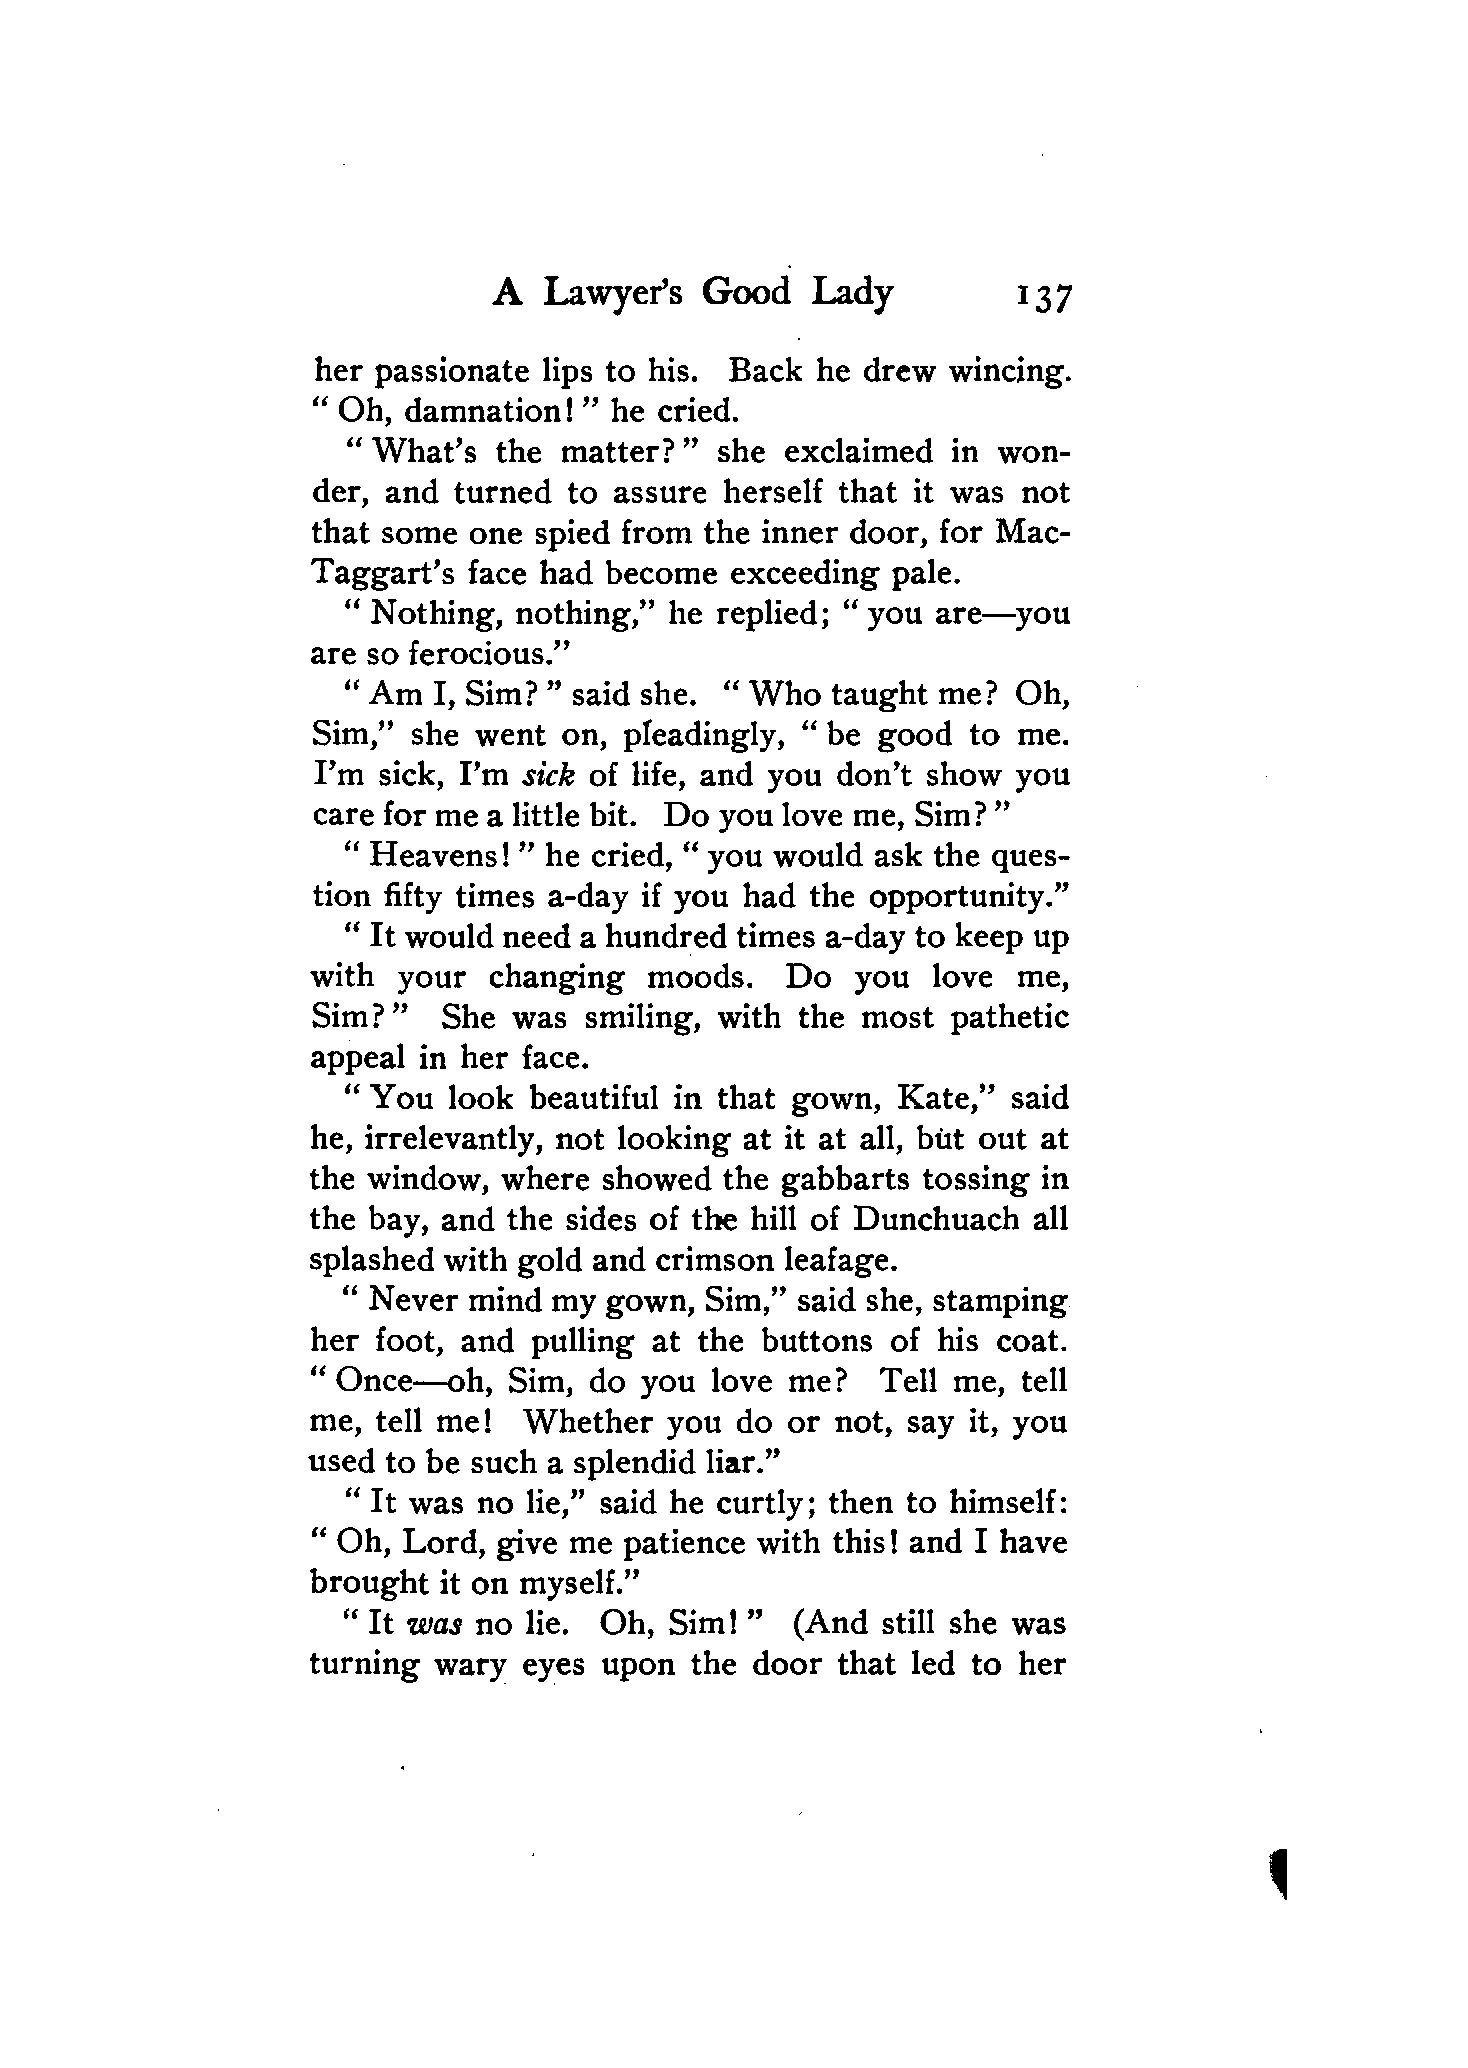 A Lawyer's Good Lady 137
her passionate lips to his. Back he drew wincing.
" Oh, damnation! " he cried.
" What's the matter? " she exclaimed in won-
der, and turned to assure herself that it was not
that some one spied from the inner door, for Mac-
Taggart's face had become exceeding pale.
" Nothing, nothing," he replied; " you are—you
are so ferocious."
" Am I, Sim? " said she. " Who taught me? Oh,
Sim," she went on, pleadingly, " be good to me.
I'm sick, I'm sick of life, and you don't show you
care for me a little bit. Do you love me, Sim? "
" Heavens! " he cried, " you would ask the ques-
tion fifty times a-day if you had the opportunity."
" It would need a hundred times a-day to keep up
with your changing moods. Do you love me,
Sim? " She was smiling, with the most pathetic
appeal in her face.
" You look beautiful in that gown, Kate," said
he, irrelevantly, not looking at it at all, but out at
the window, where showed the gabbarts tossing in
the bay, and the sides of the hill of Dunchuach all
splashed with gold and crimson leafage.
" Never mind my gown, Sim," said she, stamping
her foot, and pulling at the buttons of his coat.
" Once—oh, Sim, do you love me? Tell me, tell
me, tell me! Whether you do or not, say it, you
used to be such a splendid liar."
" It was no lie," said he curtly; then to himself:
" Oh, Lord, give me patience with this! and I have
brought it on myself."
" It was no lie. Oh, Sim! " (And still she was
turning wary eyes upon the door that led to her